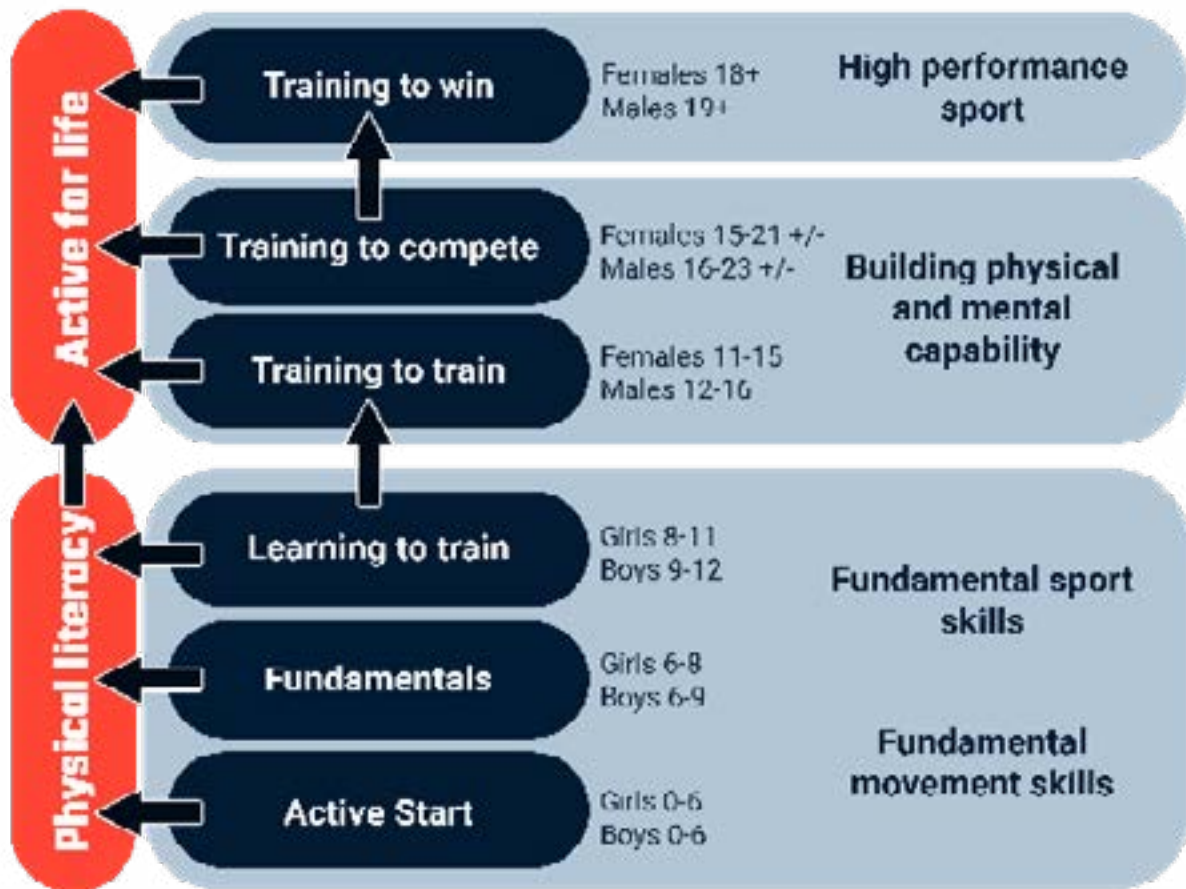 Active for life
Training to win
Females 18+
Males 19+
High performance
sport
Training to compete
Females 15-21 +/-
Males 16-23 +/-
Training to train
Females 11-15
Males 12-16
Building physical
and mental
capability
Physical literacy
Learning to train
Girls 8-11
Boys 9-12
Fundamental sport
skills
Fundamentals
Girls 6-8
Boys 6-9
Fundamental
movement skills
Active Start
Girls 0-6
Boys 0-6